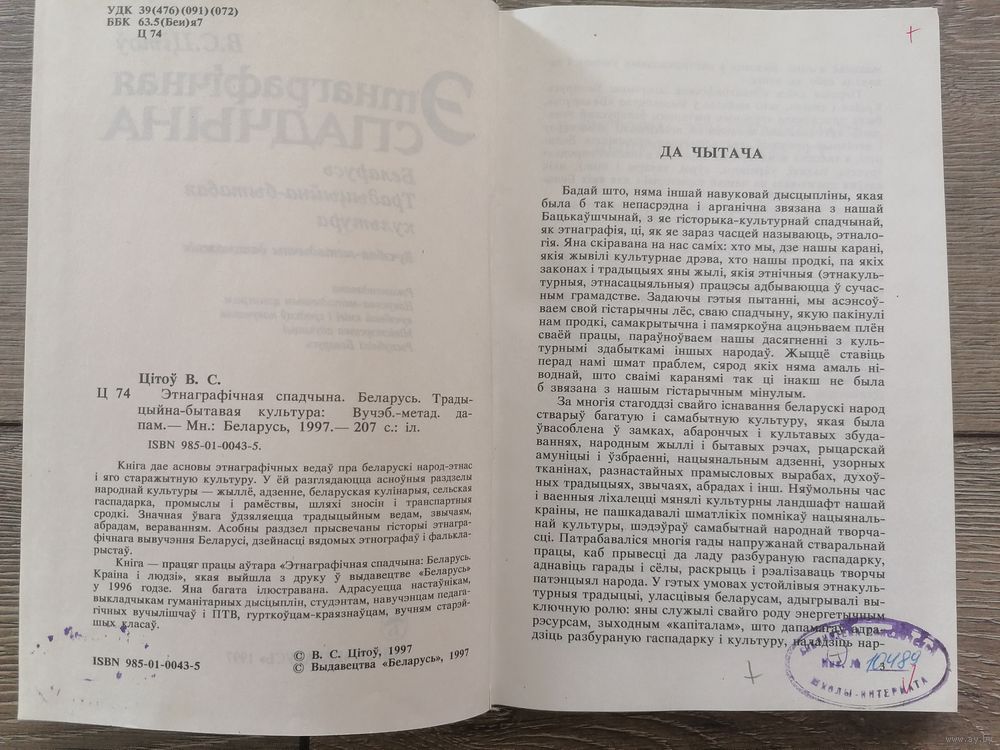 УДК 39(476)(091)(072)
ББК 63.5(Беи)я7
Ц 74
Цітоў В. С.
Ц 74 Этнаграфічная спадчына. Беларусь. Трады-
цыйна-бытавая культура: Вучэб.-метад. да-
пам.— Мн.: Беларусь, 1997.— 207 с.: іл.
ISBN 985-01-0043-5.
Кніга дае асновы этнаграфічных ведаў пра беларускі народ-этнас
і яго старажытную культуру. У ёй разглядаюцца асноўныя раздзелы
народнай культуры — жыллё, адзенне, беларуская кулінарыя, сельская
гаспадарка, промыслы і рамёствы, шляхі зносін і транспартныя
сродкі. Значная ўвага ўдзяляецца традыцыйным ведам, звычаям,
абрадам, вераванням. Асобны раздзел прысвечаны гісторыі этнагра-
фічнага вывучэння Беларусі, дзейнасці вядомых этнографаў і фалькла-
рыстаў.
Кніга — працяг працы аўтара «Этнаграфічная спадчына: Беларусь.
Краіна і людзі», якая выйшла з друку ў выдавецтве «Беларусь»
у 1996 годзе. Яна багата ілюстравана. Адрасуецца настаўнікам,
выкладчыкам гуманітарных дысцыплін, студэнтам, навучэнцам педага-
гічных вучылішчаў і ПТВ, гурткоўцам-краязнаўцам, вучням старэй-
шых класаў.
ISBN 985-01-0043-5
© В. С. Цітоў, 1997
© Выдавецтва «Беларусь», 1997
ДА ЧЫТАЧА
Бадай што, няма іншай навуковай дысцыпліны, якая
была б так непасрэдна і арганічна звязана з нашай
Бацькаўшчынай, з яе гісторыка-культурнай спадчынай,
як этнаграфія, ці, як яе зараз часцей называюць, этнало-
гія. Яна скіравана на нас саміх: хто мы, дзе нашы карані,
якія жывілі культурнае дрэва, хто нашы продкі, па якіх
законах і традыцыях яны жылі, якія этнічныя (этнакуль-
турныя, этнасацыяльныя) працэсы адбываюцца ў сучас-
ным грамадстве. Задаючы гэтыя пытанні, мы асэнсоў-
ваем свой гістарычны лёс, сваю спадчыну, якую пакінулі
нам продкі, самакрытычна і памяркоўна ацэньваем плён
сваёй працы, параўноўваем нашы дасягненні з куль-
турнымі здабыткамі іншых народаў. Жыццё ставіць
перад намі шмат праблем, сярод якіх няма амаль ні-
воднай, што сваімі каранямі так ці інакш не была
б звязана з нашым гістарычным мінулым.
За многія стагоддзі свайго існавання беларускі народ
стварыў багатую і самабытную культуру, якая была
ўвасоблена ў замках, абарончых і культавых збуда-
ваннях, народным жыллі і бытавых рэчах, рыцарскай
амуніцыі і ўзбраенні, нацыянальным адзенні, узорных
тканінах, разнастайных прамысловых вырабах, духоў-
ных традыцыях, звычаях, абрадах і інш. Няўмольны час
і ваенныя ліхалецці мянялі культурны ландшафт нашай
краіны, не пашкадавалі шматлікіх помнікаў нацыяналь-
най культуры, шэдэўраў самабытнай народнай творча-
сці. Патрабаваліся многія гады напружанай стваральнай
працы, каб прывесці да ладу разбураную гаспадарку,
аднавіць гарады і сёлы, раскрыць і рэалізаваць творчы
патэнцыял народа. У гэтых умовах устойлівыя этнакуль-
турныя традыцыі, уласцівыя беларусам, адыгрывалі вы-
ключную ролю: яны служылі свайго роду энергетычным
рэсурсам, зыходным «капіталам», што дапамагаў адра-
дзіць разбураную гаспадарку і культуру, наладзіць нар-
3
Инв. № 10489
ШКОЛЫ-ИНТЕРНАТА
www.ay.by